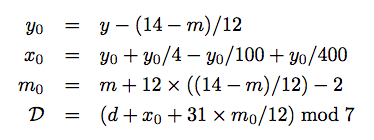 y₀ = y − (14 − m)/12
x₀ = y₀ + y₀/4 − y₀/100 + y₀/400
m₀ = m + 12 × ((14 − m)/12) − 2
𝒟 = (d + x₀ + 31 × m₀/12) mod 7